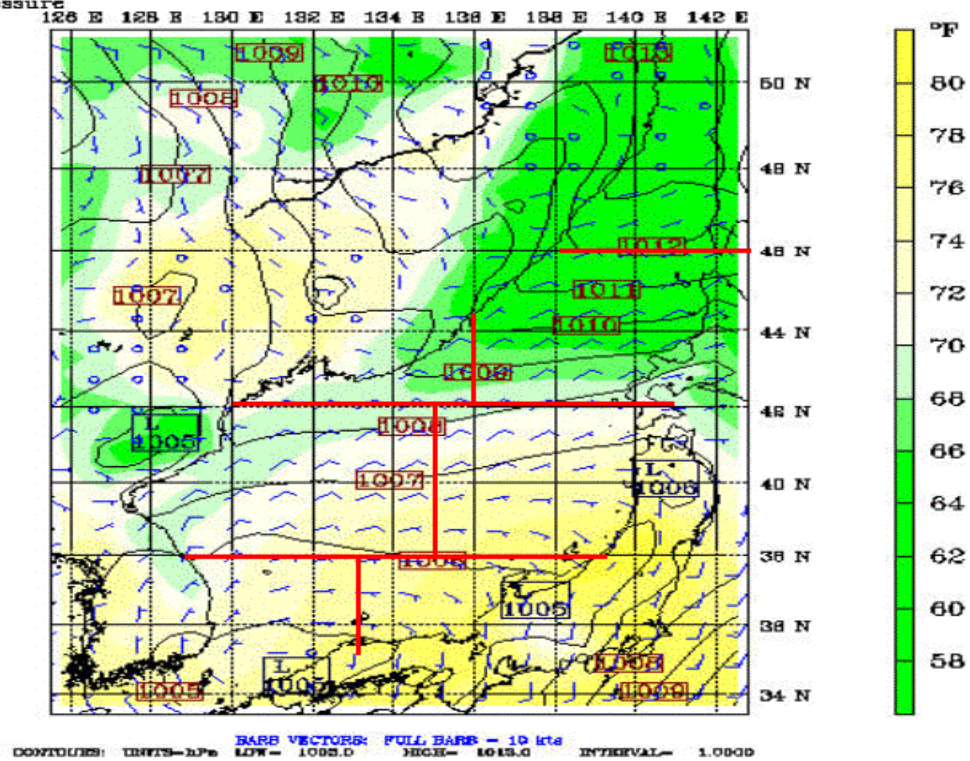 essure
126 E 128 E 130 E 132 E 134 E 136 E 138 E 140 E 142 E
°F
1009 1013
1010 50 N 80
1008
78
1007 48 N
76
1012 46 N 74
1007 1011 72
1010 44 N 70
1009
42 N 68
L 1008
1005 66
L
1007 1006 40 N 64
62
1006 38 N
L 60
1005
36 N 58
L 1008
1005 1005 1009 34 N
BARB VECTORS: FULL BARB = 10 kts
CONTOURS: UNITS=hPa LOW= 1005.0 HIGH= 1013.0 INTERVAL= 1.0000